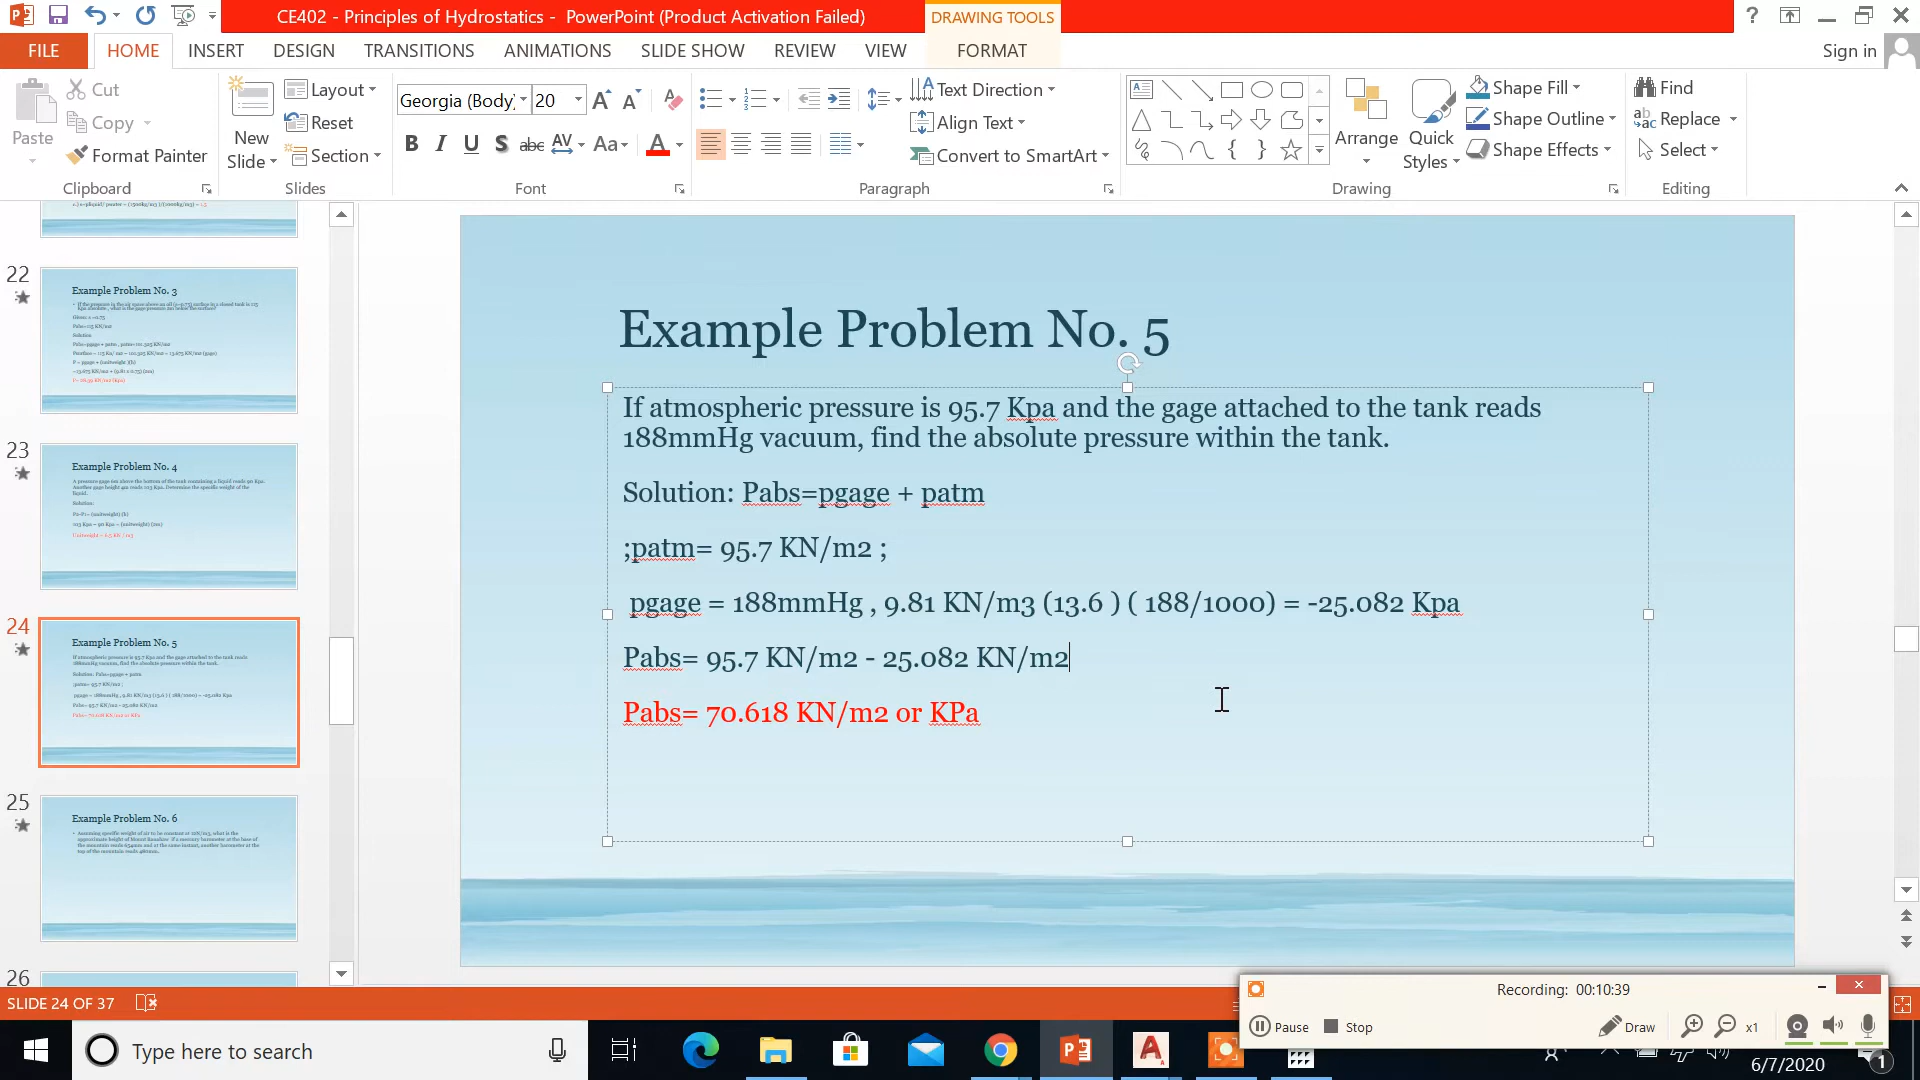 CE402 - Principles of Hydrostatics - PowerPoint (Product Activation Failed)
DRAWING TOOLS
FILE
HOME
INSERT
DESIGN
TRANSITIONS
ANIMATIONS
SLIDE SHOW
REVIEW
VIEW
FORMAT
Sign in
Paste
Cut
Copy
Format Painter
Clipboard
New Slide
Layout
Reset
Section
Slides
Georgia (Body)
20
Font
Text Direction
Align Text
Convert to SmartArt
Paragraph
Arrange
Quick Styles
Shape Fill
Shape Outline
Shape Effects
Drawing
Find
Replace
Select
Editing
22
Example Problem No. 3
23
Example Problem No. 4
24
Example Problem No. 5
25
Example Problem No. 6
26
Example Problem No. 5
If atmospheric pressure is 95.7 Kpa and the gage attached to the tank reads
188mmHg vacuum, find the absolute pressure within the tank.
Solution: Pabs=pgage + patm
;patm= 95.7 KN/m2 ;
pgage = 188mmHg , 9.81 KN/m3 (13.6 ) ( 188/1000) = -25.082 Kpa
Pabs= 95.7 KN/m2 - 25.082 KN/m2
Pabs= 70.618 KN/m2 or KPa
SLIDE 24 OF 37
Recording: 00:10:39
Pause
Stop
Draw
x1
Type here to search
6/7/2020
1